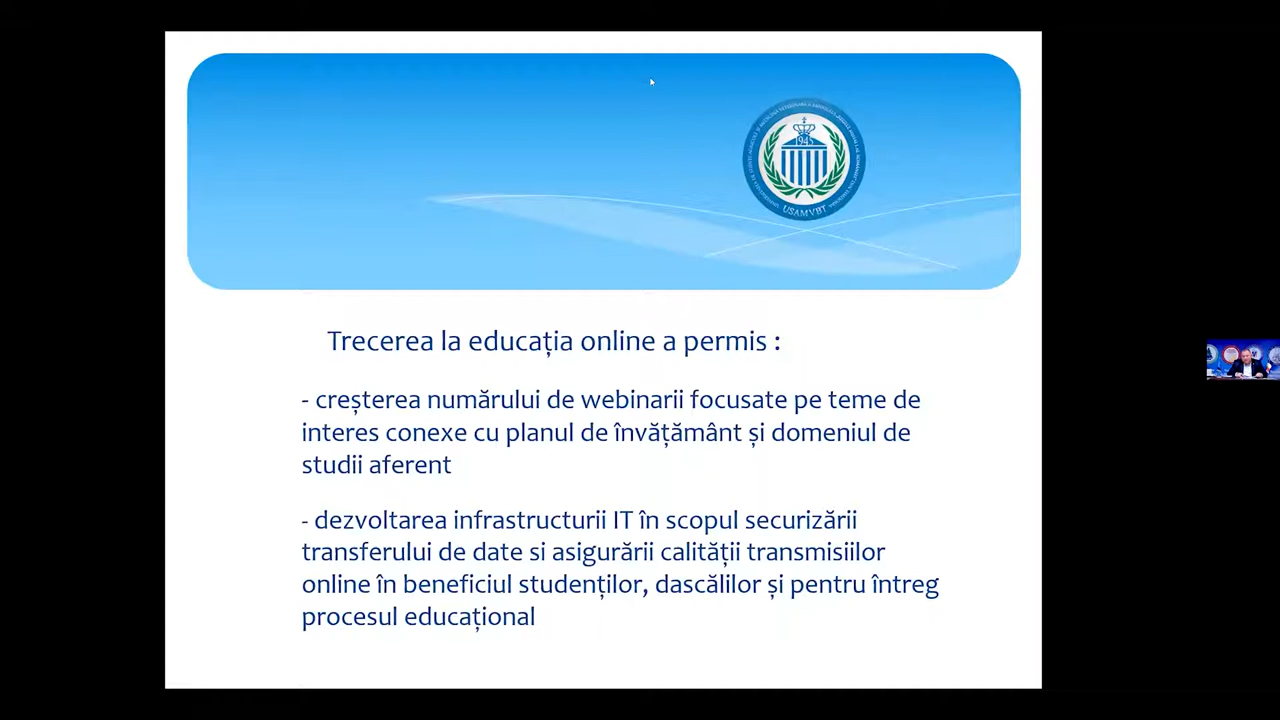 1945
USAMVBT
Trecerea la educația online a permis :
- creșterea numărului de webinarii focusate pe teme de
interes conexe cu planul de învățământ și domeniul de
studii aferent
- dezvoltarea infrastructurii IT în scopul securizării
transferului de date si asigurării calității transmisiilor
online în beneficiul studenților, dascălilor și pentru întreg
procesul educațional